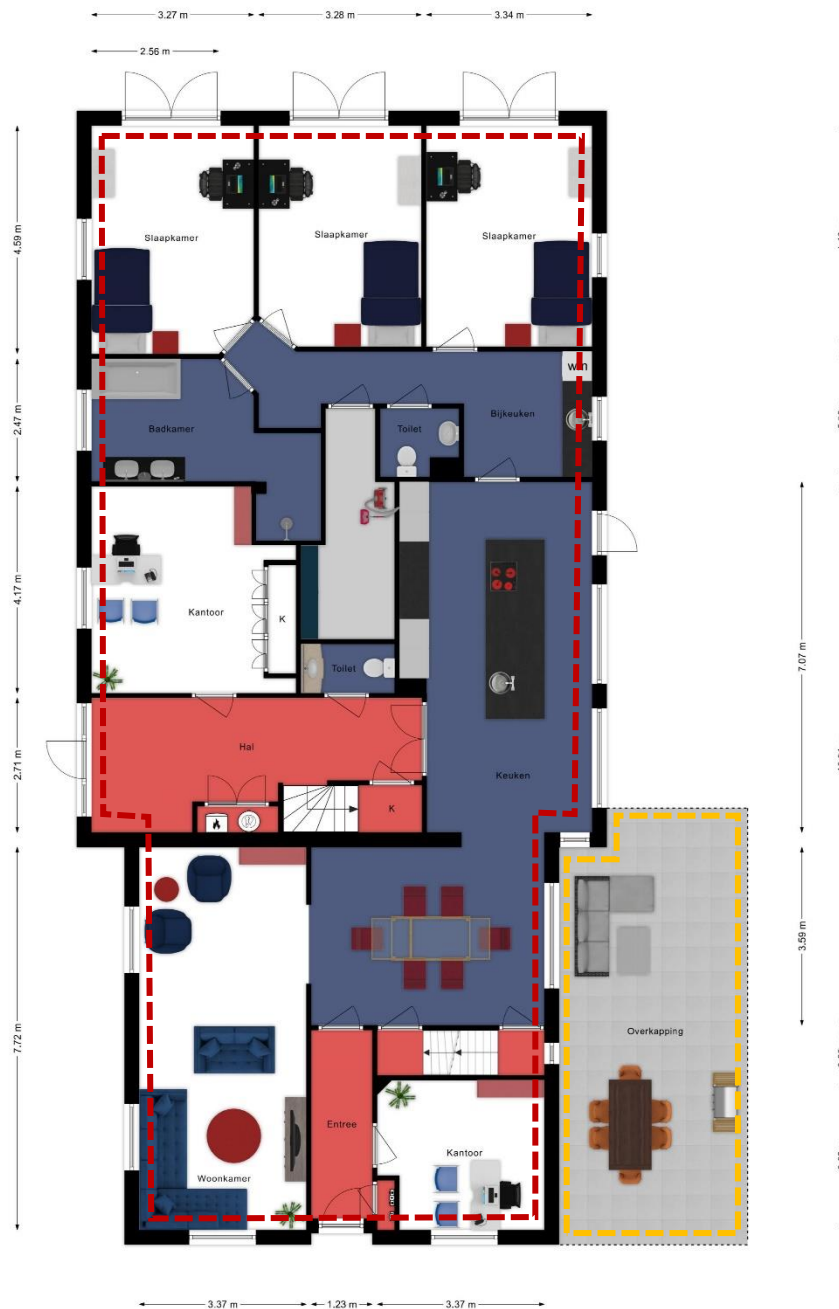 3.27 m
3.28 m
3.34 m
2.56 m
4.59 m
Slaapkamer
Slaapkamer
Slaapkamer
2.47 m
Badkamer
Toilet
Bijkeuken
4.17 m
Kantoor
K
Toilet
7.07 m
2.71 m
Hal
Keuken
K
3.59 m
7.72 m
Overkapping
Entree
Kantoor
Woonkamer
3.37 m
1.23 m
3.37 m